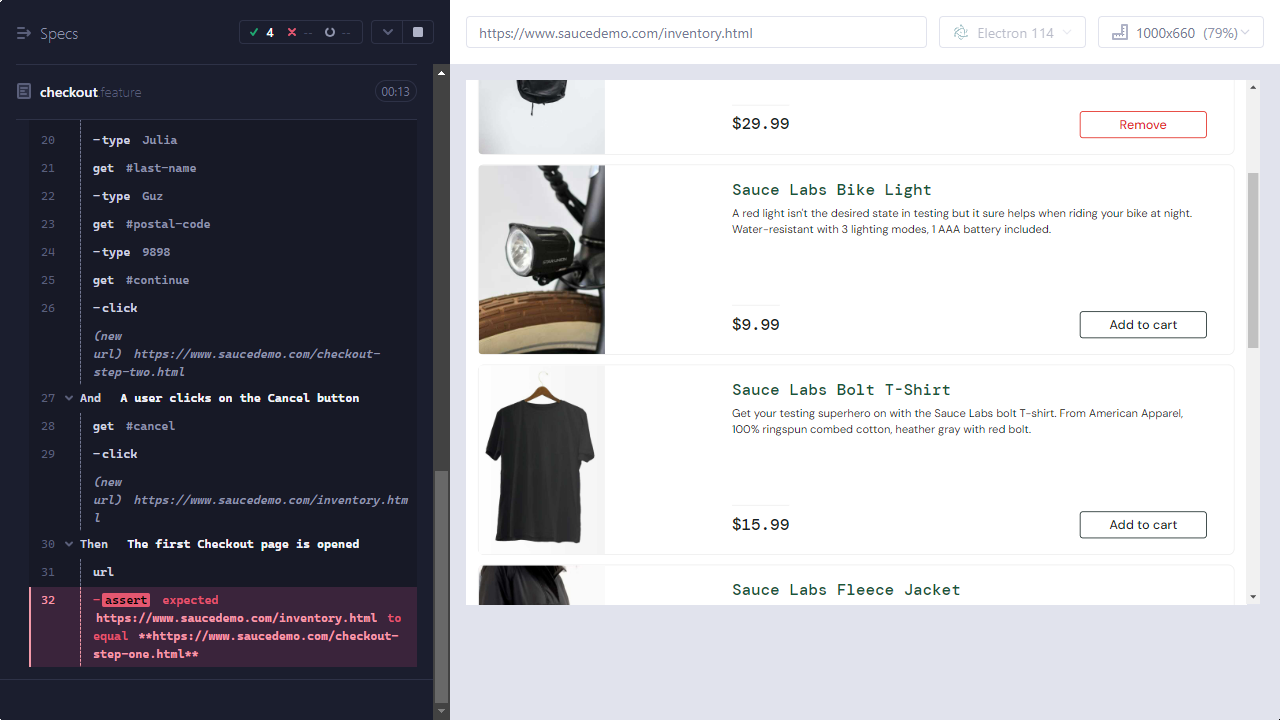 Specs
4 -- --
checkout.feature 00:13
20 -type Julia
21 get #last-name
22 -type Guz
23 get #postal-code
24 -type 9898
25 get #continue
26 -click
(new
url) https://www.saucedemo.com/checkout-
step-two.html
27 And A user clicks on the Cancel button
28 get #cancel
29 -click
(new
url) https://www.saucedemo.com/inventory.htm
l
30 Then The first Checkout page is opened
31 url
32 -assert expected
https://www.saucedemo.com/inventory.html to
equal **https://www.saucedemo.com/checkout-
step-one.html**
https://www.saucedemo.com/inventory.html
Electron 114
1000x660 (79%)
$29.99
Remove
Sauce Labs Bike Light
A red light isn't the desired state in testing but it sure helps when riding your bike at night.
Water-resistant with 3 lighting modes, 1 AAA battery included.
$9.99
Add to cart
Sauce Labs Bolt T-Shirt
Get your testing superhero on with the Sauce Labs bolt T-shirt. From American Apparel,
100% ringspun combed cotton, heather gray with red bolt.
$15.99
Add to cart
Sauce Labs Fleece Jacket